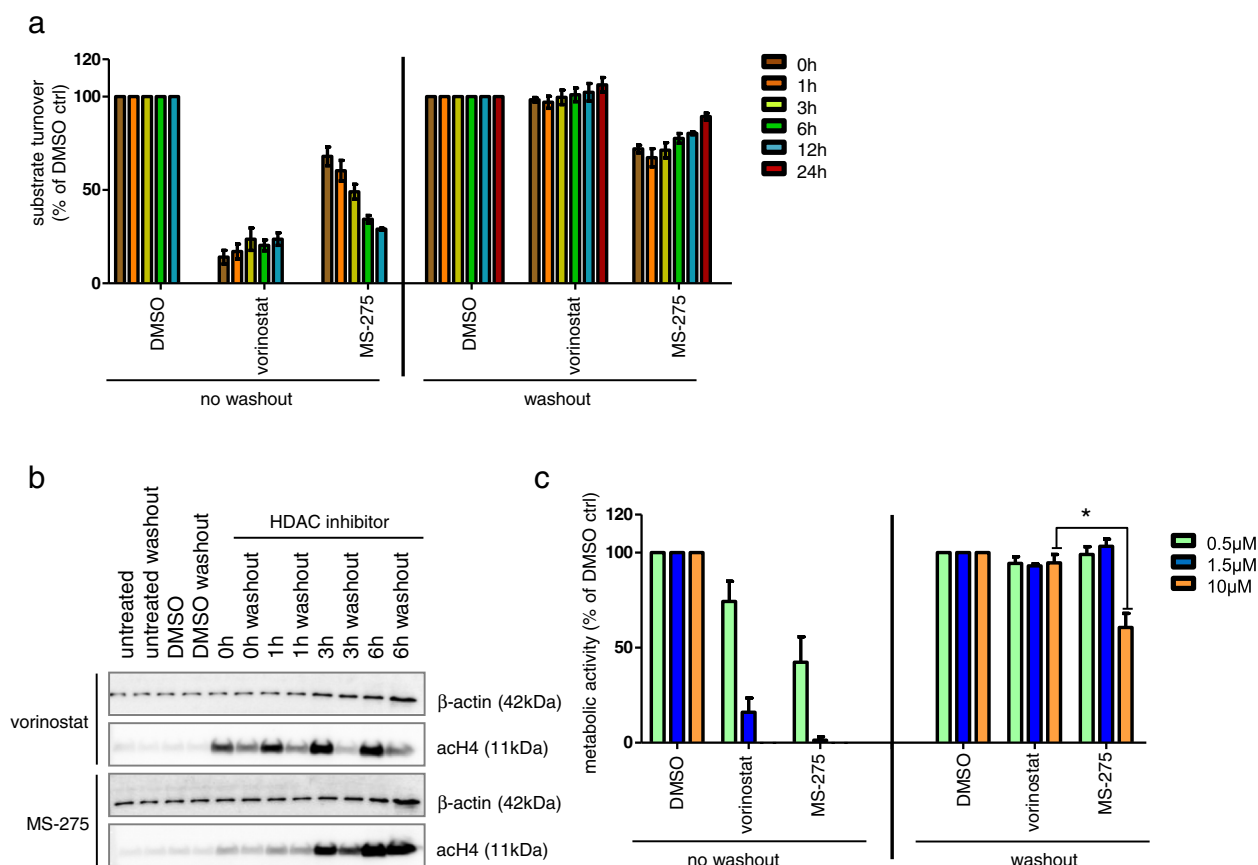 a
substrate turnover
(% of DMSO ctrl)
120
100
50
0
DMSO
vorinostat
MS-275
DMSO
vorinostat
MS-275
no washout
washout
0h
1h
3h
6h
12h
24h
b
HDAC inhibitor
untreated
untreated washout
DMSO
DMSO washout
0h
0h washout
1h
1h washout
3h
3h washout
6h
6h washout
vorinostat
β-actin (42kDa)
acH4 (11kDa)
MS-275
β-actin (42kDa)
acH4 (11kDa)
c
metabolic activity (% of DMSO ctrl)
120
100
50
0
*
DMSO
vorinostat
MS-275
DMSO
vorinostat
MS-275
no washout
washout
0.5µM
1.5µM
10µM